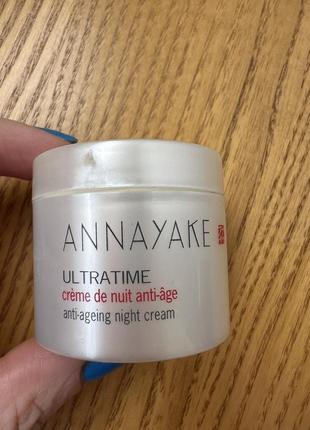 ANNAYAKE
ULTRATIME
crème de nuit anti-âge
anti-ageing night cream